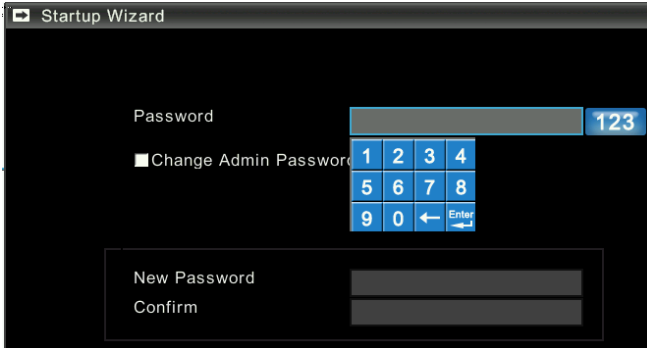 Startup Wizard
Password
123
Change Admin Passwor
1 2 3 4
5 6 7 8
9 0 ← Enter
New Password
Confirm